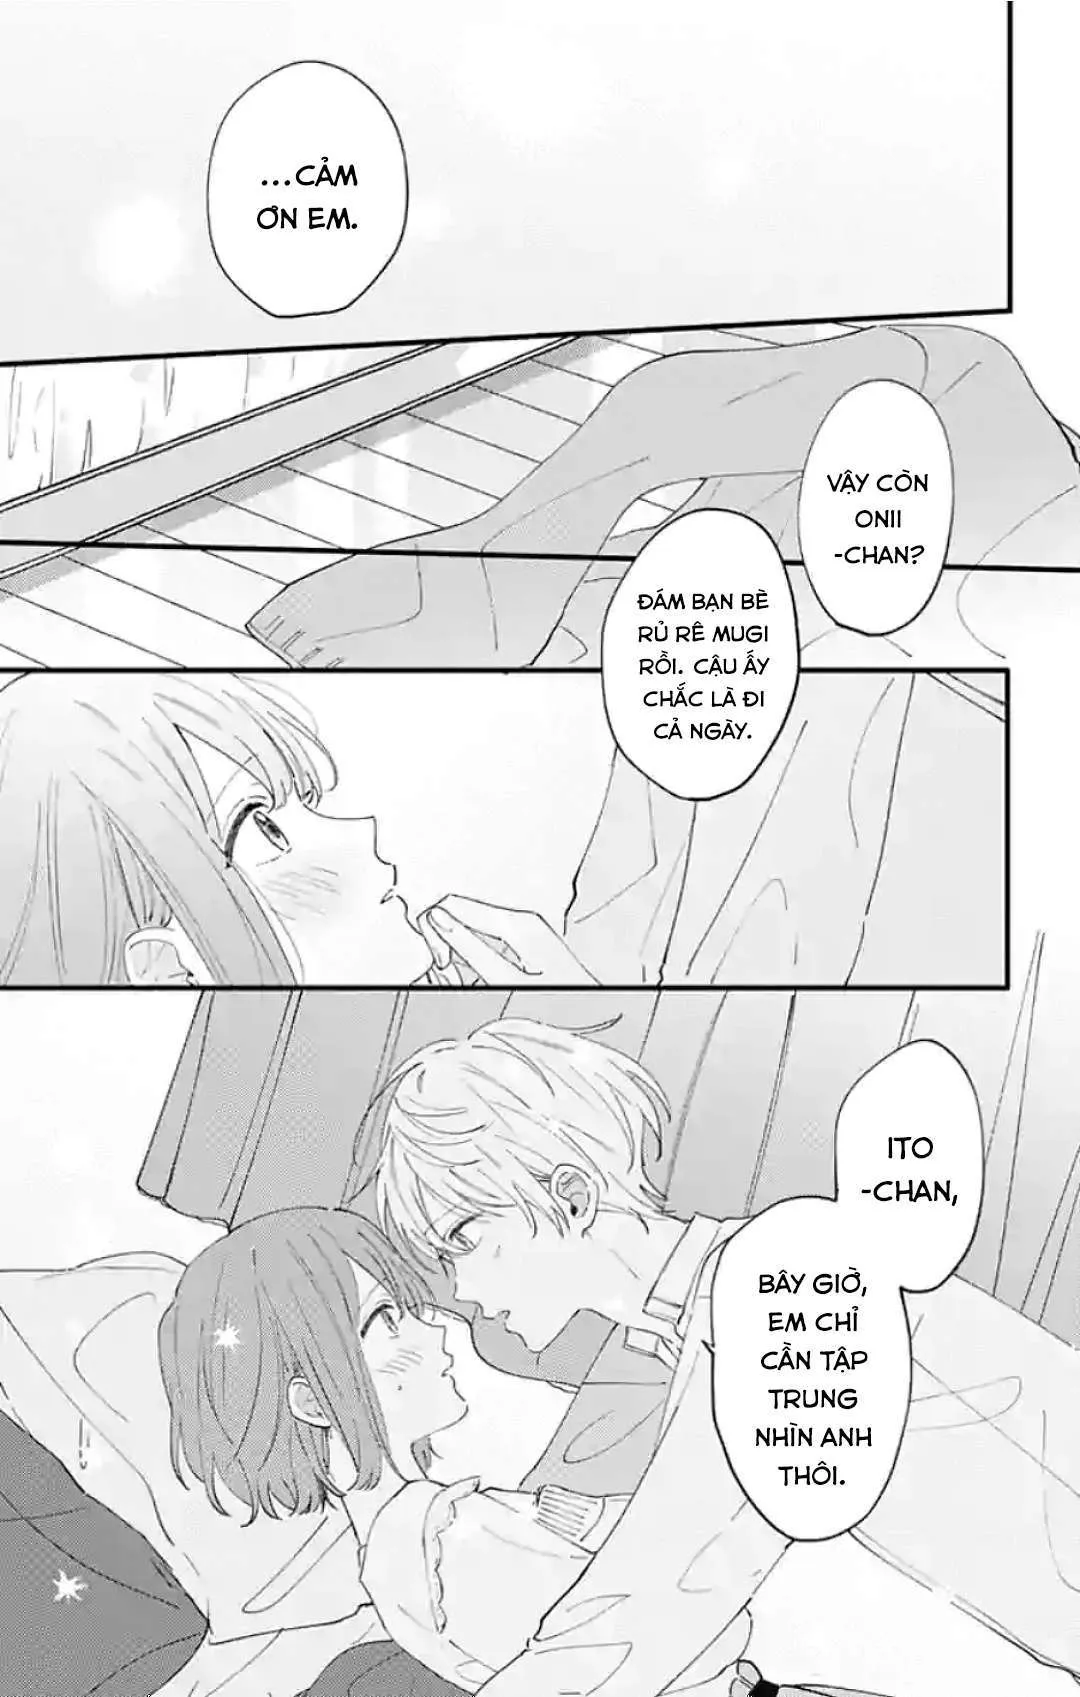 ...CẢM
ƠN EM.
VẬY CÒN
ONII
-CHAN?
ĐÁM BẠN BÈ
RỦ RÊ MUGI
RỒI. CẬU ẤY
CHẮC LÀ ĐI
CẢ NGÀY.
ITO
-CHAN,
BÂY GIỜ,
EM CHỈ
CẦN TẬP
TRUNG
NHÌN ANH
THÔI.